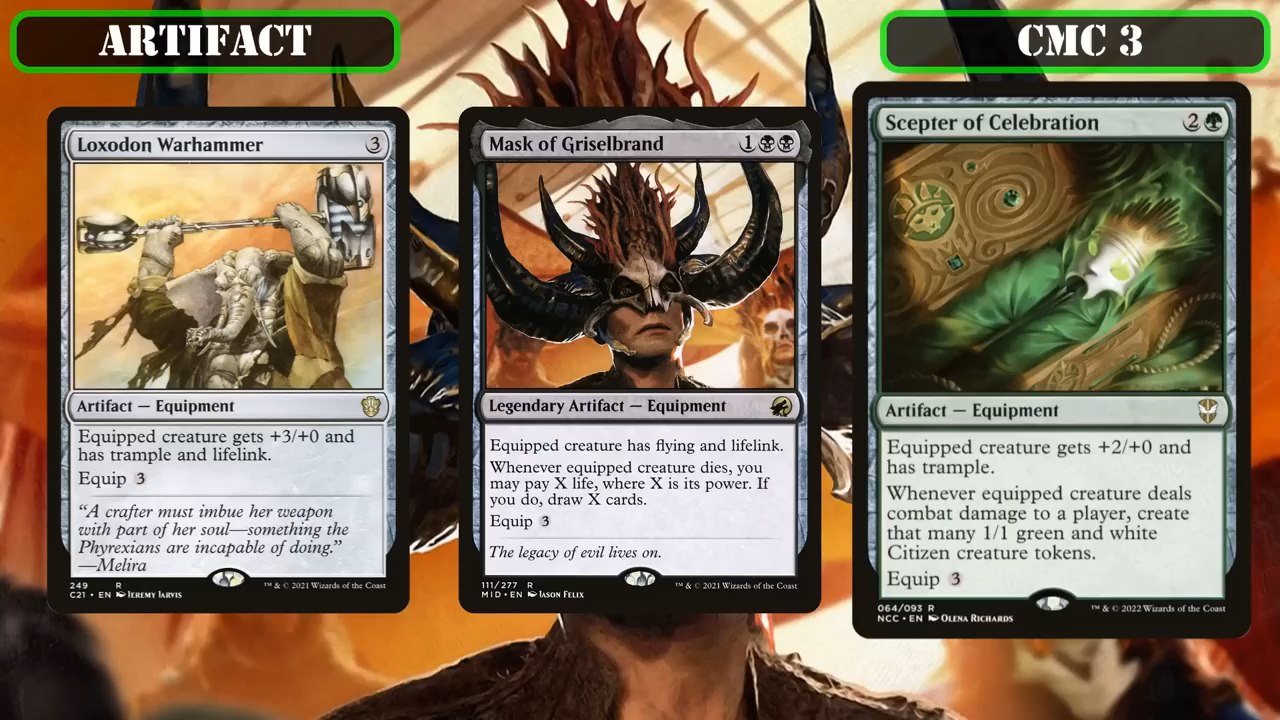 ARTIFACT
CMC 3
Loxodon Warhammer 3
Artifact — Equipment
Equipped creature gets +3/+0 and
has trample and lifelink.
Equip 3
“A crafter must imbue her weapon
with part of her soul—something the
Phyrexians are incapable of doing.”
—Melira
249 R
C21 • EN Jeremy Jarvis
™ & © 2021 Wizards of the Coast
Mask of Griselbrand 1
Legendary Artifact — Equipment
Equipped creature has flying and lifelink.
Whenever equipped creature dies, you
may pay X life, where X is its power. If
you do, draw X cards.
Equip 3
The legacy of evil lives on.
111/277 R
MID • EN Jason Felix
™ & © 2021 Wizards of the Coast
Scepter of Celebration 2
Artifact — Equipment
Equipped creature gets +2/+0 and
has trample.
Whenever equipped creature deals
combat damage to a player, create
that many 1/1 green and white
Citizen creature tokens.
Equip 3
064/093 R
NCC • EN Olena Richards
™ & © 2022 Wizards of the Coast